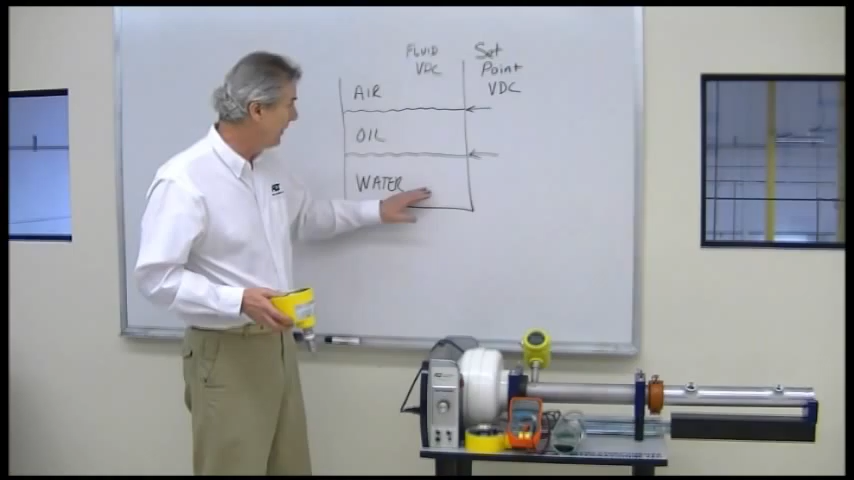 FLUID
VDC
Set
Point
VDC
AIR
OIL
WATER